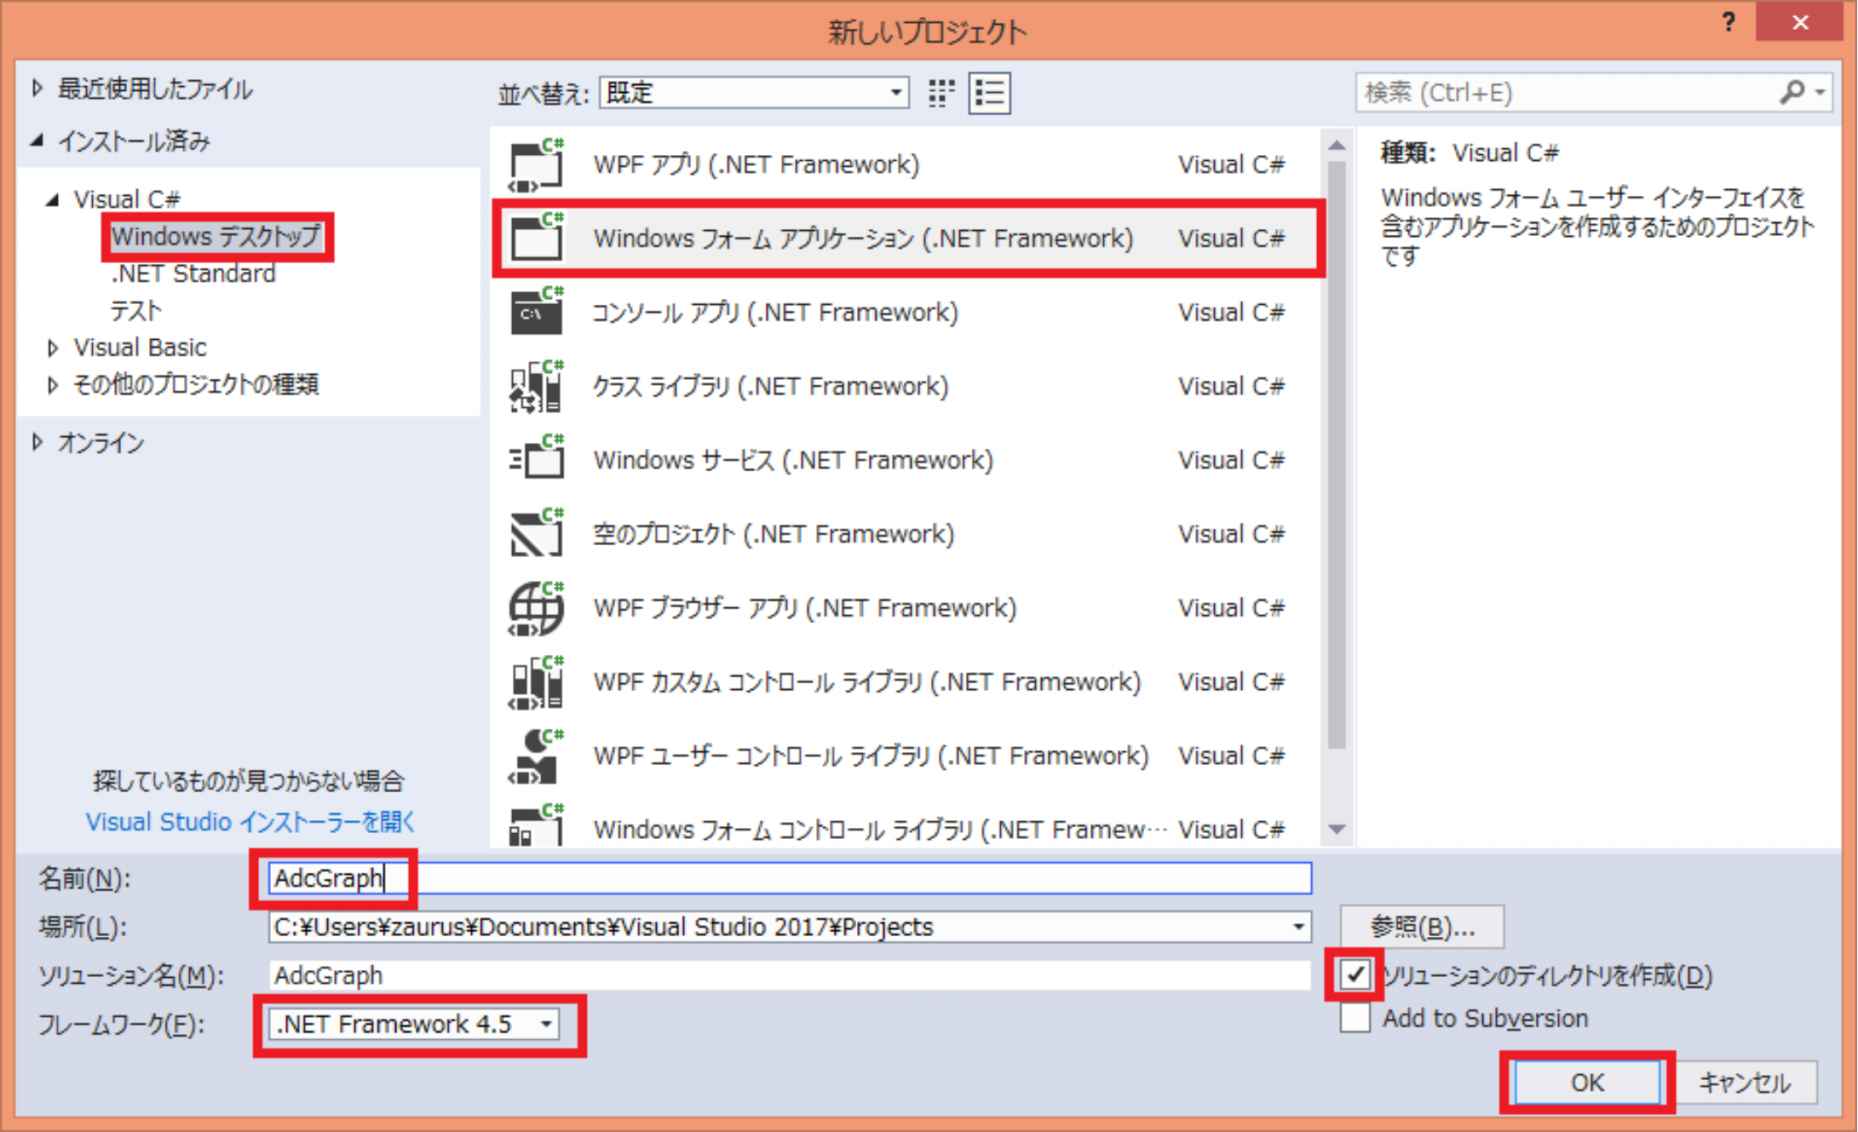 新しいプロジェクト
?
最近使用したファイル
インストール済み
Visual C#
Windows デスクトップ
.NET Standard
テスト
Visual Basic
その他のプロジェクトの種類
オンライン
探しているものが見つからない場合
Visual Studio インストーラーを開く
並べ替え: 既定
検索 (Ctrl+E)
C# WPF アプリ (.NET Framework) Visual C#
C# Windows フォーム アプリケーション (.NET Framework) Visual C#
C# C:\ コンソール アプリ (.NET Framework) Visual C#
C# クラス ライブラリ (.NET Framework) Visual C#
C# Windows サービス (.NET Framework) Visual C#
C# 空のプロジェクト (.NET Framework) Visual C#
C# WPF ブラウザー アプリ (.NET Framework) Visual C#
C# WPF カスタム コントロール ライブラリ (.NET Framework) Visual C#
C# WPF ユーザー コントロール ライブラリ (.NET Framework) Visual C#
C# Windows フォーム コントロール ライブラリ (.NET Framew… Visual C#
種類: Visual C#
Windows フォーム ユーザー インターフェイスを
含むアプリケーションを作成するためのプロジェクト
です
名前(N): AdcGraph
場所(L): C:¥Users¥zaurus¥Documents¥Visual Studio 2017¥Projects
参照(B)...
ソリューション名(M): AdcGraph
ソリューションのディレクトリを作成(D)
フレームワーク(F): .NET Framework 4.5
Add to Subversion
OK
キャンセル